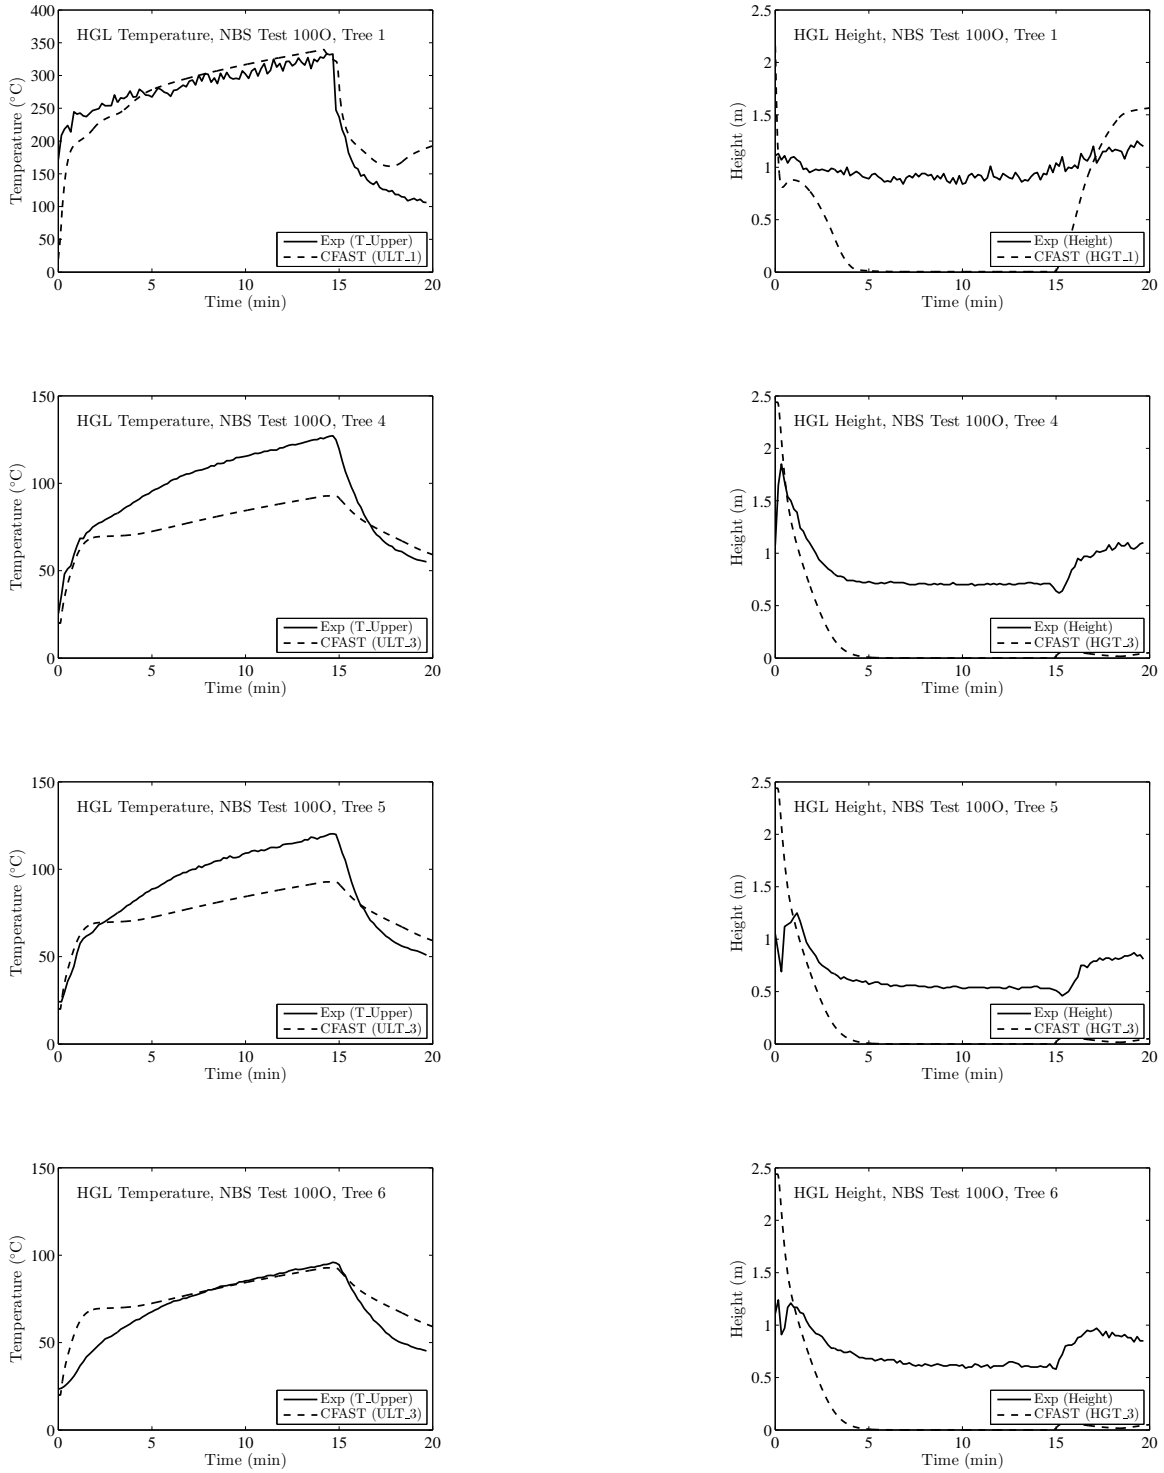 HGL Temperature, NBS Test 100O, Tree 1
400
350
300
250
200
150
100
50
0
Temperature (°C)
Exp (T_Upper)
CFAST (ULT_1)
0 5 10 15 20
Time (min)
HGL Height, NBS Test 100O, Tree 1
2.5
2
1.5
1
0.5
0
Height (m)
Exp (Height)
CFAST (HGT_1)
0 5 10 15 20
Time (min)
HGL Temperature, NBS Test 100O, Tree 4
150
100
50
0
Temperature (°C)
Exp (T_Upper)
CFAST (ULT_3)
0 5 10 15 20
Time (min)
HGL Height, NBS Test 100O, Tree 4
2.5
2
1.5
1
0.5
0
Height (m)
Exp (Height)
CFAST (HGT_3)
0 5 10 15 20
Time (min)
HGL Temperature, NBS Test 100O, Tree 5
150
100
50
0
Temperature (°C)
Exp (T_Upper)
CFAST (ULT_3)
0 5 10 15 20
Time (min)
HGL Height, NBS Test 100O, Tree 5
2.5
2
1.5
1
0.5
0
Height (m)
Exp (Height)
CFAST (HGT_3)
0 5 10 15 20
Time (min)
HGL Temperature, NBS Test 100O, Tree 6
150
100
50
0
Temperature (°C)
Exp (T_Upper)
CFAST (ULT_3)
0 5 10 15 20
Time (min)
HGL Height, NBS Test 100O, Tree 6
2.5
2
1.5
1
0.5
0
Height (m)
Exp (Height)
CFAST (HGT_3)
0 5 10 15 20
Time (min)